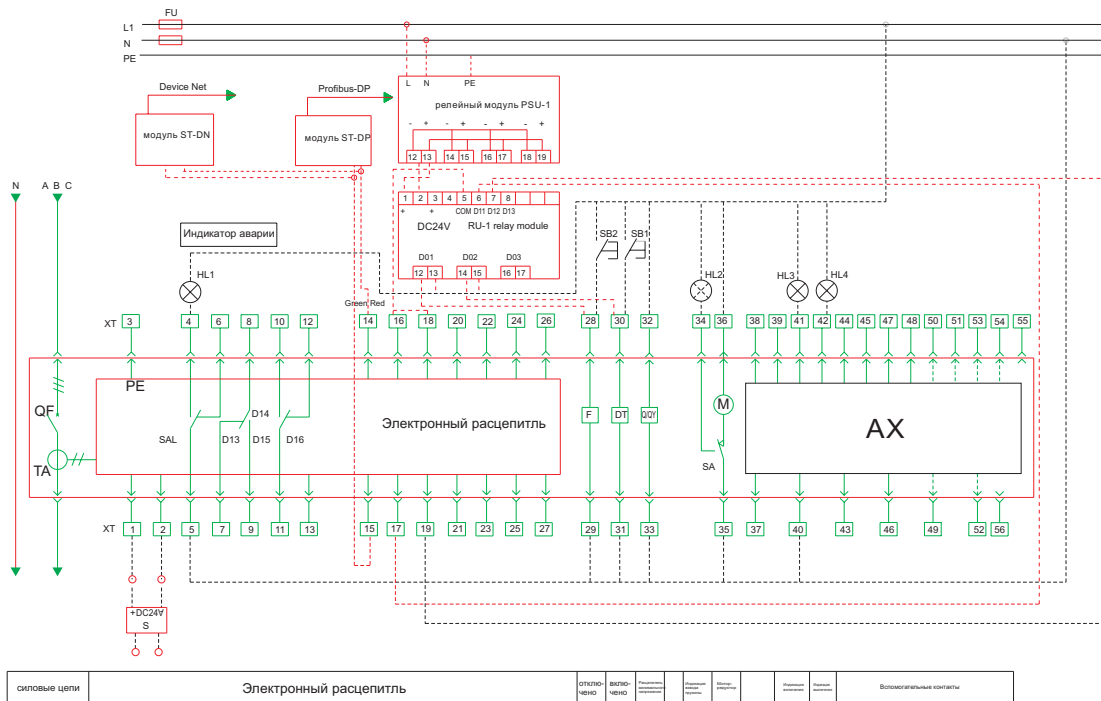 FU
L1
N
PE
Device Net
Profibus-DP
L N PE
релейный модуль PSU-1
- + - + - + - +
модуль ST-DN
модуль ST-DP
12 13 14 15 16 17 18 19
N A B C
1 2 3 4 5 6 7 8
+ + COM D11 D12 D13
DC24V RU-1 relay module
Индикатор аварии
SB2 SB1
D01 D02 D03
12 13 14 15 16 17
HL1 HL2 HL3 HL4
Green Red
XT 3 4 6 8 10 12 14 16 18 20 22 24 26 28 30 32 34 36 38 39 41 42 44 45 47 48 50 51 53 54 55
PE
QF
D14
F DT Q/QY M
Электронный расцепитль
AX
SAL D13 D15 D16
TA
SA
XT 1 2 5 7 9 11 13 15 17 19 21 23 25 27 29 31 33 35 37 40 43 46 49 52 56
+DC24V
S
силовые цепи
Электронный расцепитль
отклю-
чено
вклю-
чено
Вспомогательные контакты